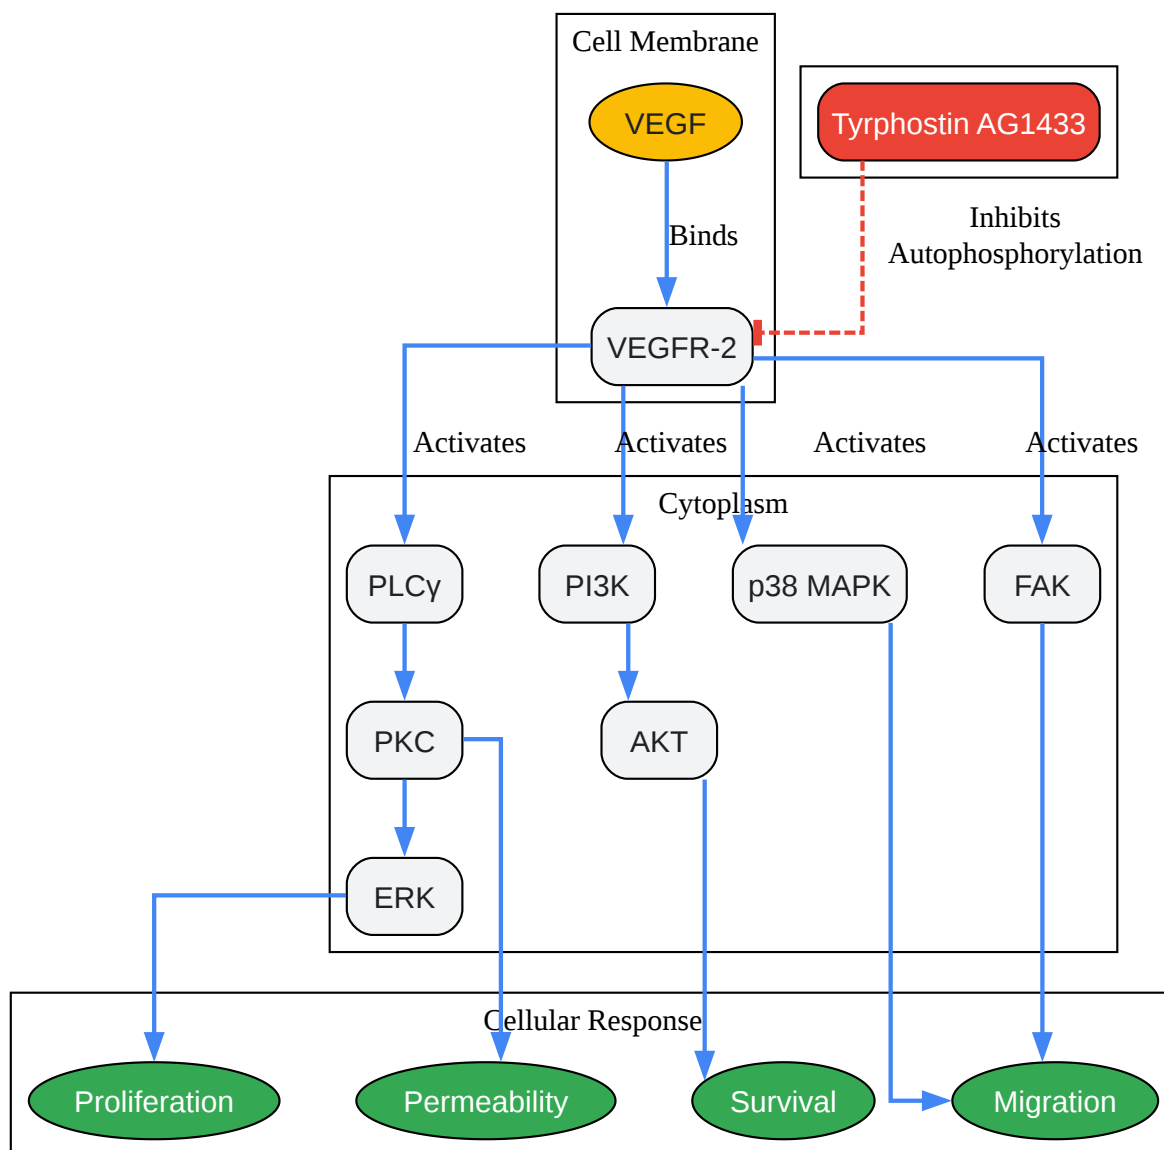 Cell Membrane
VEGF
Tyrphostin AG1433
Inhibits
Autophosphorylation
Binds
VEGFR-2
Activates
Activates
Activates
Activates
Cytoplasm
PLCγ
PI3K
p38 MAPK
FAK
PKC
AKT
ERK
Cellular Response
Proliferation
Permeability
Survival
Migration